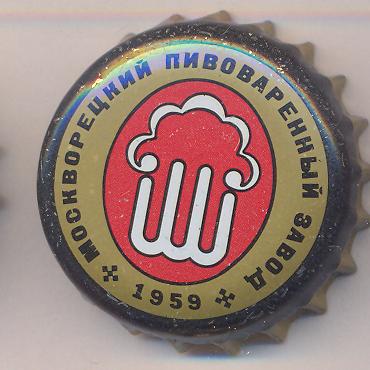 МОСКВОРЕЦКИЙ ПИВОВАРЕННЫЙ ЗАВОД
1959